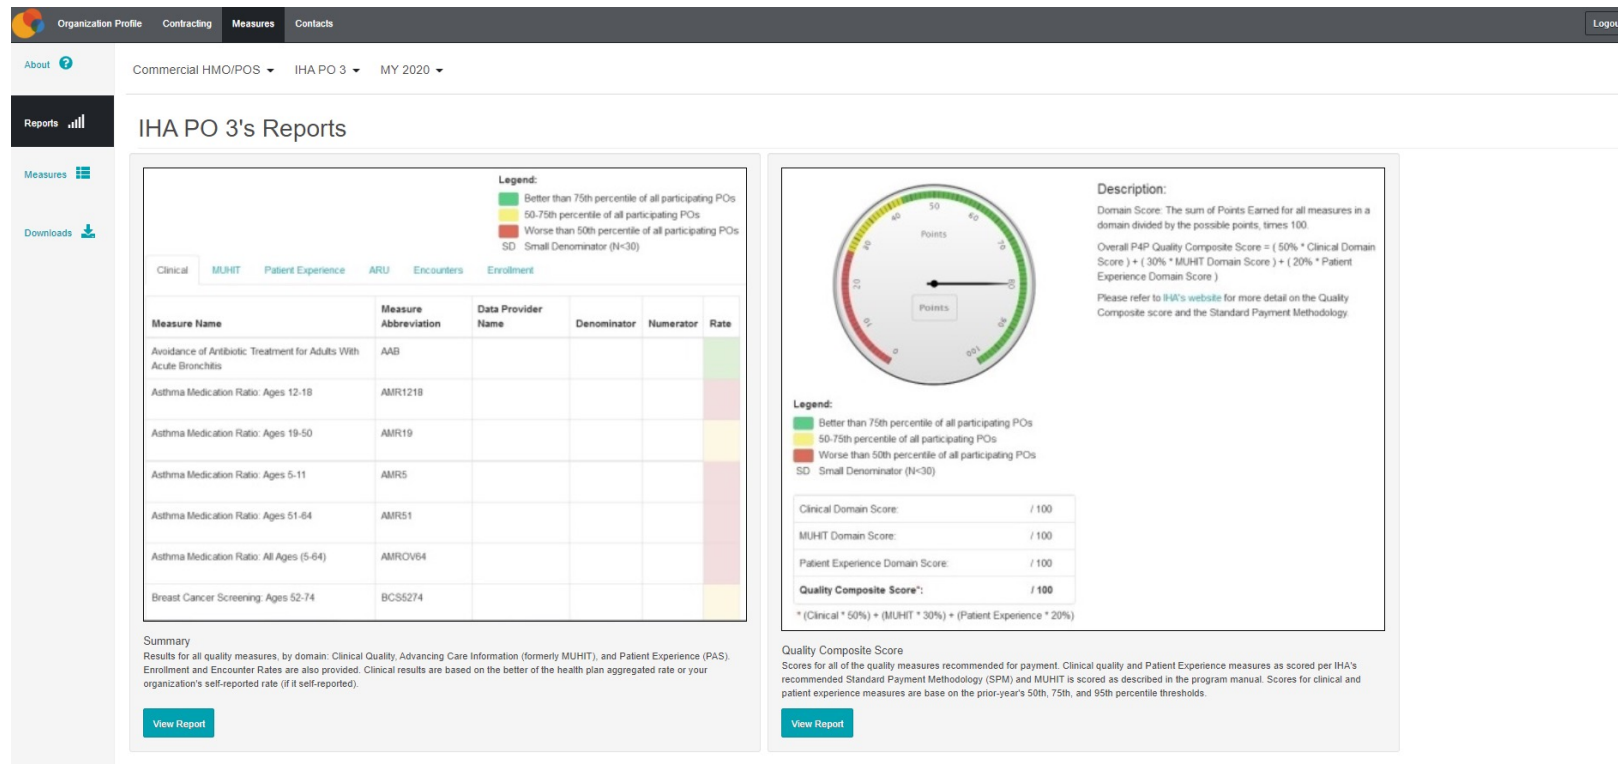 Organization Profile Contracting Measures Contacts Logou
About ?
Reports
Measures
Downloads
Commercial HMO/POS IHA PO 3 MY 2020
IHA PO 3's Reports
Legend:
Better than 75th percentile of all participating POs
50-75th percentile of all participating POs
Worse than 50th percentile of all participating POs
SD Small Denominator (N<30)
Clinical MUHIT Patient Experience ARU Encounters Enrollment
Measure Name Measure Abbreviation Data Provider Name Denominator Numerator Rate
Avoidance of Antibiotic Treatment for Adults With AAB
Acute Bronchitis
Asthma Medication Ratio: Ages 12-18 AMR1218
Asthma Medication Ratio: Ages 19-50 AMR19
Asthma Medication Ratio: Ages 5-11 AMR5
Asthma Medication Ratio: Ages 51-64 AMR51
Asthma Medication Ratio: All Ages (5-64) AMROV64
Breast Cancer Screening: Ages 52-74 BCS5274
Summary
Results for all quality measures, by domain: Clinical Quality, Advancing Care Information (formerly MUHIT), and Patient Experience (PAS).
Enrollment and Encounter Rates are also provided. Clinical results are based on the better of the health plan aggregated rate or your
organization's self-reported rate (if it self-reported).
View Report
0 10 20 30 40 50 60 70 80 90 100
Points
Points
Description:
Domain Score: The sum of Points Earned for all measures in a
domain divided by the possible points, times 100.
Overall P4P Quality Composite Score = ( 50% * Clinical Domain
Score ) + ( 30% * MUHIT Domain Score ) + ( 20% * Patient
Experience Domain Score )
Please refer to IHA's website for more detail on the Quality
Composite score and the Standard Payment Methodology.
Legend:
Better than 75th percentile of all participating POs
50-75th percentile of all participating POs
Worse than 50th percentile of all participating POs
SD Small Denominator (N<30)
Clinical Domain Score: / 100
MUHIT Domain Score: / 100
Patient Experience Domain Score: / 100
Quality Composite Score*: / 100
* (Clinical * 50%) + (MUHIT * 30%) + (Patient Experience * 20%)
Quality Composite Score
Scores for all of the quality measures recommended for payment. Clinical quality and Patient Experience measures as scored per IHA's
recommended Standard Payment Methodology (SPM) and MUHIT is scored as described in the program manual. Scores for clinical and
patient experience measures are base on the prior-year's 50th, 75th, and 95th percentile thresholds.
View Report